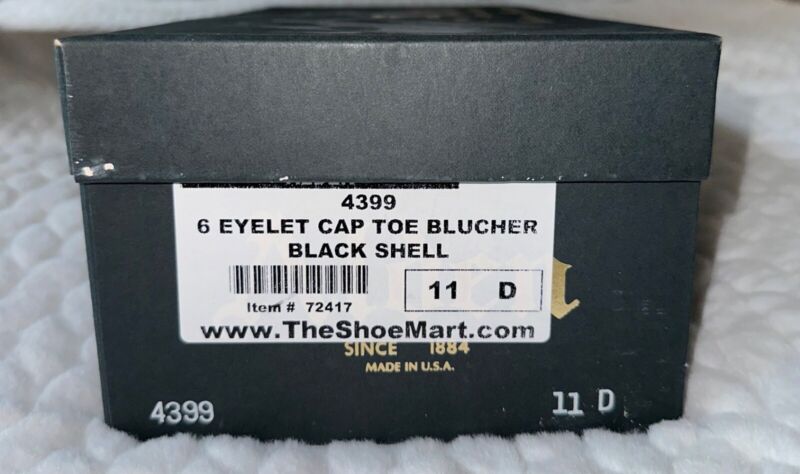 4399
6 EYELET CAP TOE BLUCHER
BLACK SHELL
11 D
Item # 72417
www.TheShoeMart.com
SINCE 1884
MADE IN U.S.A.
4399
11 D